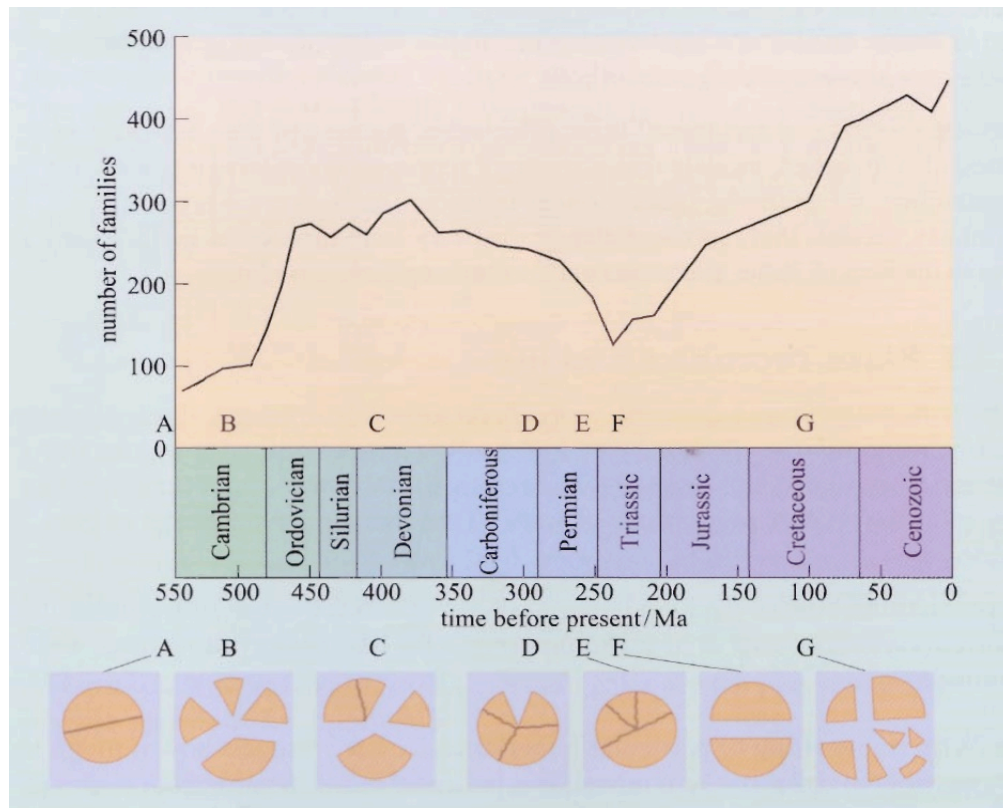 500
400
300
200
100
0
number of families
A B C D E F G
Cambrian
Ordovician
Silurian
Devonian
Carboniferous
Permian
Triassic
Jurassic
Cretaceous
Cenozoic
550 500 450 400 350 300 250 200 150 100 50 0
time before present/Ma
A B C D E F G